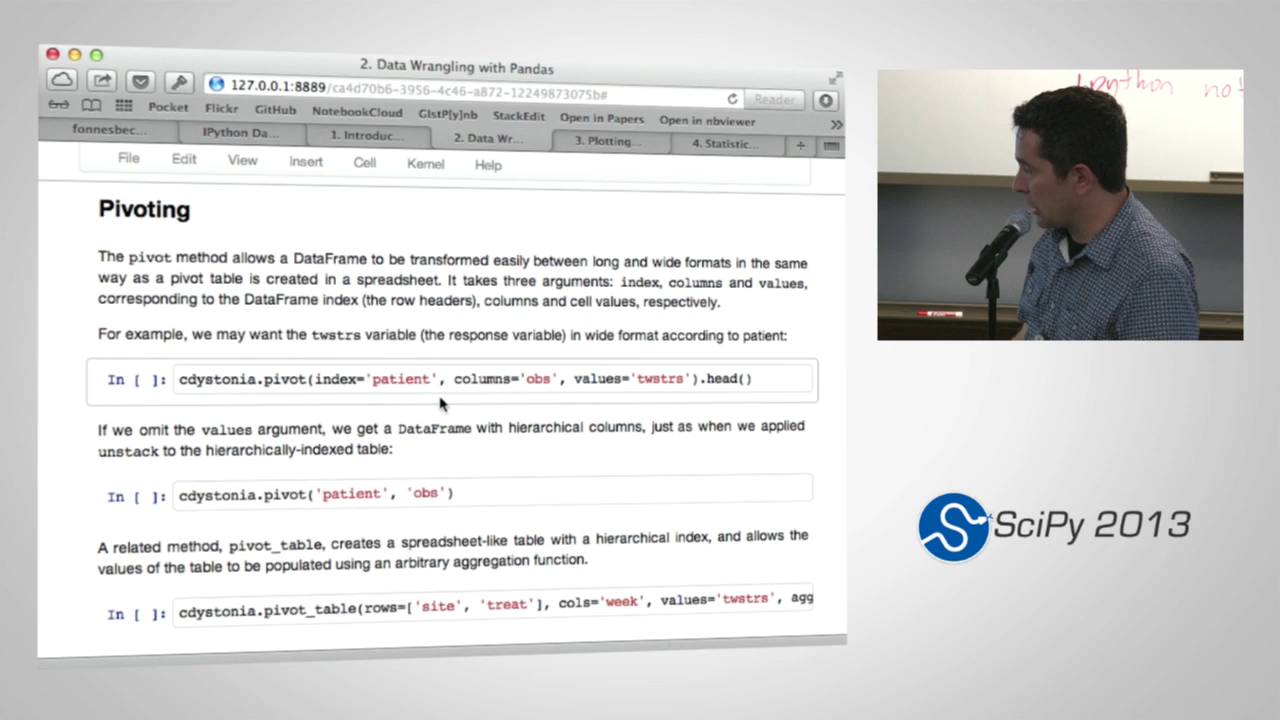 2. Data Wrangling with Pandas
127.0.0.1:8889/ca4d70b6-3956-4c46-a872-12249873075b#
Reader
Pocket Flickr GitHub NotebookCloud GistP[y]nb StackEdit Open in Papers Open in nbviewer
fonnesbec... IPython Da... 1. Introduc... 2. Data Wr... 3. Plotting... 4. Statistic...
File Edit View Insert Cell Kernel Help
Pivoting
The pivot method allows a DataFrame to be transformed easily between long and wide formats in the same
way as a pivot table is created in a spreadsheet. It takes three arguments: index, columns and values,
corresponding to the DataFrame index (the row headers), columns and cell values, respectively.
For example, we may want the twstrs variable (the response variable) in wide format according to patient:
In [ ]: cdystonia.pivot(index='patient', columns='obs', values='twstrs').head()
If we omit the values argument, we get a DataFrame with hierarchical columns, just as when we applied
unstack to the hierarchically-indexed table:
In [ ]: cdystonia.pivot('patient', 'obs')
A related method, pivot_table, creates a spreadsheet-like table with a hierarchical index, and allows the
values of the table to be populated using an arbitrary aggregation function.
In [ ]: cdystonia.pivot_table(rows=['site', 'treat'], cols='week', values='twstrs', agg
ipython not
SciPy 2013